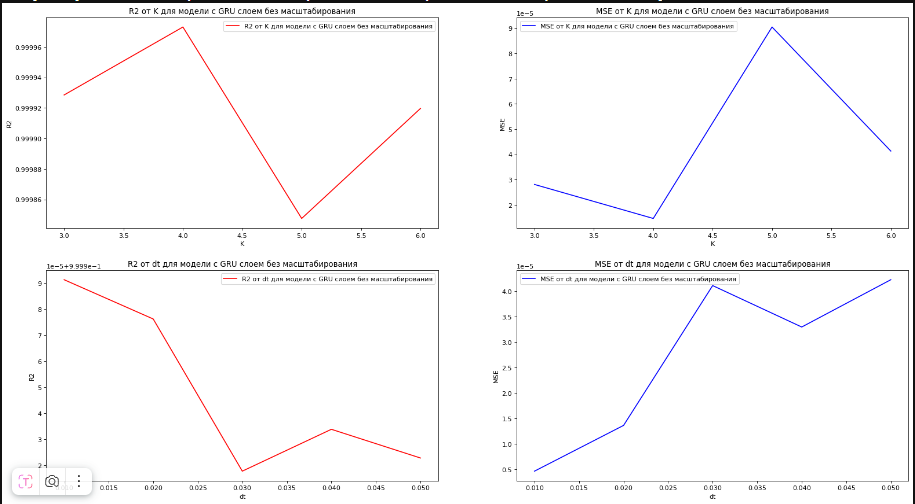 R2 от K для модели с GRU слоем без масштабирования
R2 от K для модели с GRU слоем без масштабирования
0.99996
0.99994
0.99992
0.99990
0.99988
0.99986
R2
3.0 3.5 4.0 4.5 5.0 5.5 6.0
K
MSE от K для модели с GRU слоем без масштабирования
1e−5
MSE от K для модели с GRU слоем без масштабирования
9
8
7
6
5
4
3
2
MSE
3.0 3.5 4.0 4.5 5.0 5.5 6.0
K
R2 от dt для модели с GRU слоем без масштабирования
1e−5+9.999e−1
R2 от dt для модели с GRU слоем без масштабирования
9
8
7
6
5
4
3
2
R2
0.015 0.020 0.025 0.030 0.035 0.040 0.045 0.050
dt
MSE от dt для модели с GRU слоем без масштабирования
1e−5
MSE от dt для модели с GRU слоем без масштабирования
4.0
3.5
3.0
2.5
2.0
1.5
1.0
0.5
MSE
0.010 0.015 0.020 0.025 0.030 0.035 0.040 0.045 0.050
dt
T